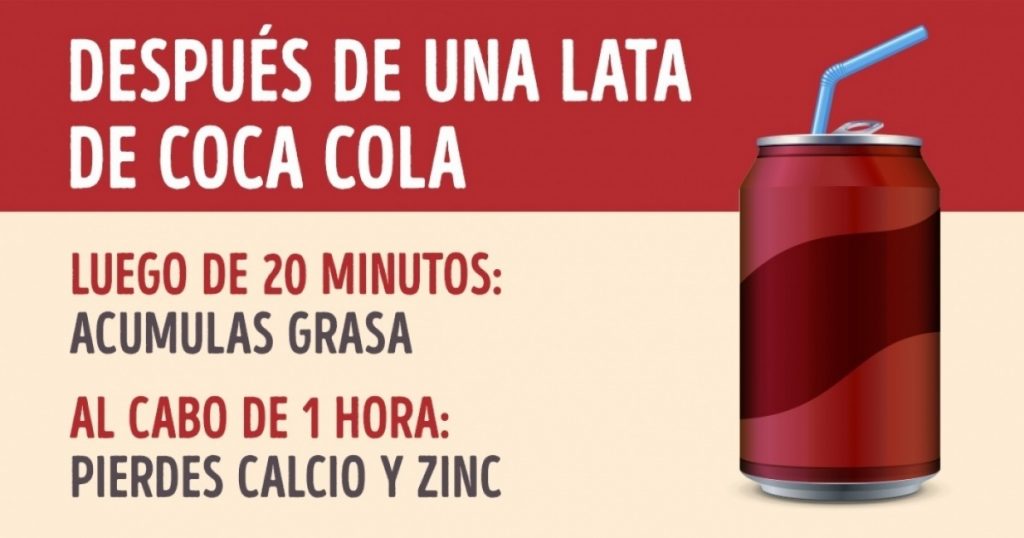 DESPUÉS DE UNA LATA
DE COCA COLA
LUEGO DE 20 MINUTOS:
ACUMULAS GRASA
AL CABO DE 1 HORA:
PIERDES CALCIO Y ZINC